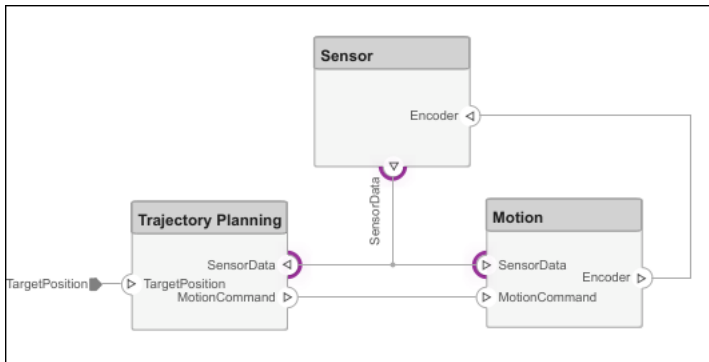 Sensor
Encoder
SensorData
Trajectory Planning
SensorData
TargetPosition
TargetPosition
MotionCommand
Motion
SensorData
Encoder
MotionCommand